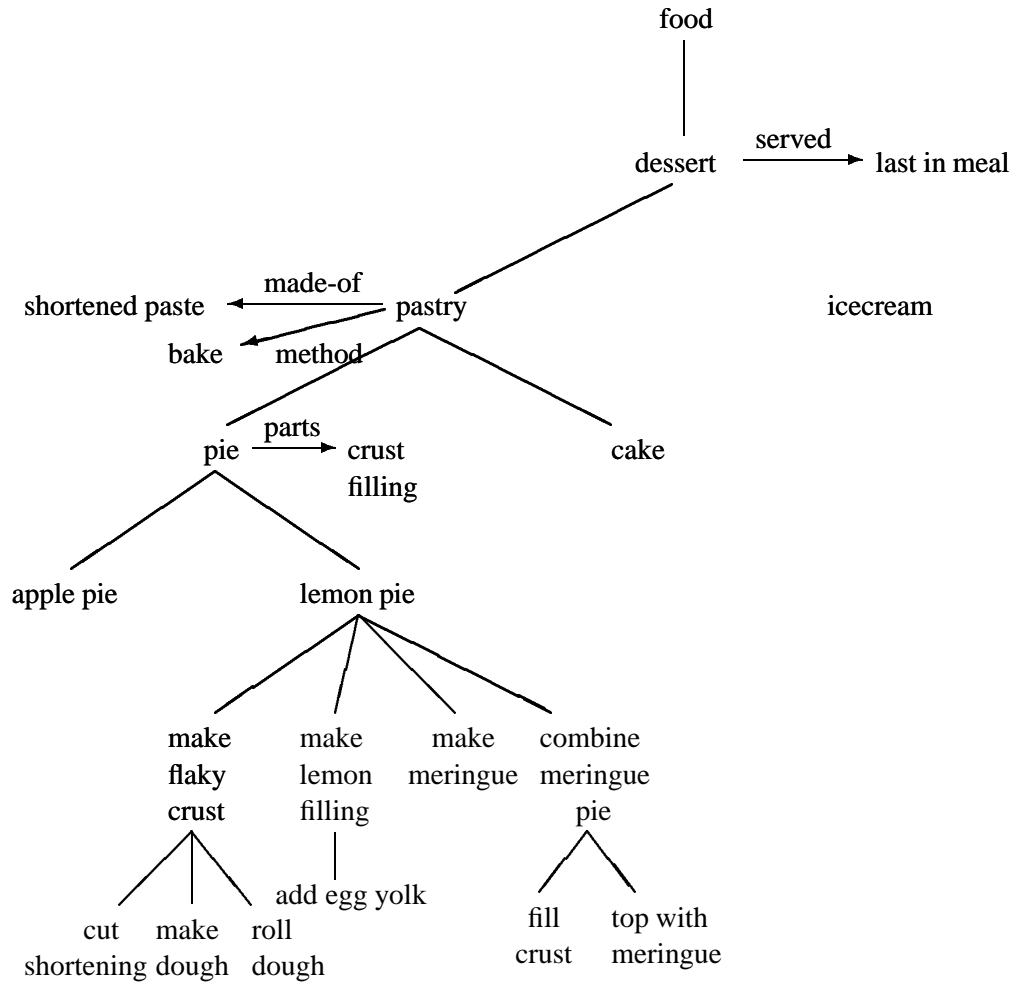 food
served
dessert
last in meal
made-of
shortened paste
pastry
icecream
bake
method
parts
pie
crust
cake
filling
apple pie
lemon pie
make
make
make
combine
flaky
lemon
meringue
meringue
crust
filling
pie
add egg yolk
cut
make
roll
fill
top with
shortening
dough
dough
crust
meringue